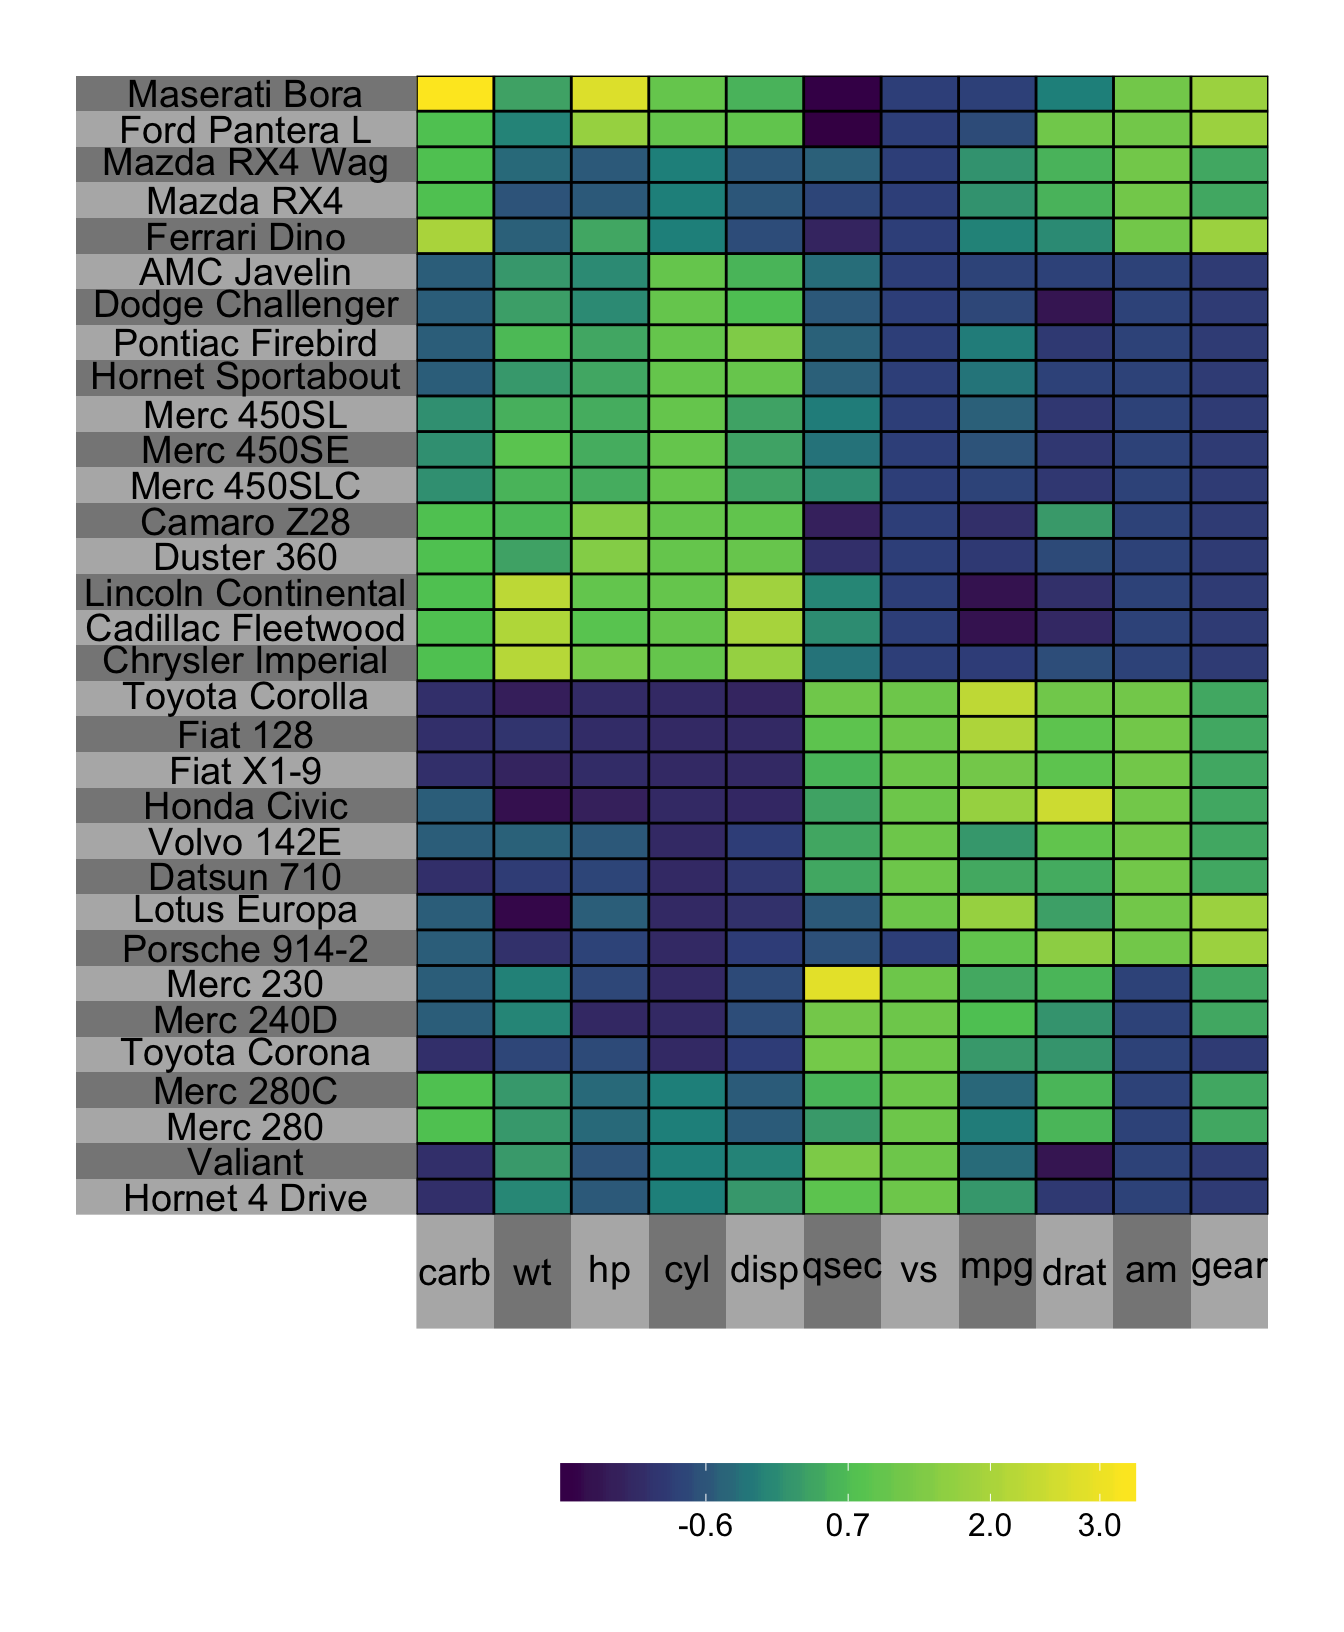 Maserati Bora
Ford Pantera L
Mazda RX4 Wag
Mazda RX4
Ferrari Dino
AMC Javelin
Dodge Challenger
Pontiac Firebird
Hornet Sportabout
Merc 450SL
Merc 450SE
Merc 450SLC
Camaro Z28
Duster 360
Lincoln Continental
Cadillac Fleetwood
Chrysler Imperial
Toyota Corolla
Fiat 128
Fiat X1-9
Honda Civic
Volvo 142E
Datsun 710
Lotus Europa
Porsche 914-2
Merc 230
Merc 240D
Toyota Corona
Merc 280C
Merc 280
Valiant
Hornet 4 Drive
carb wt hp cyl disp qsec vs mpg drat am gear
-0.6 0.7 2.0 3.0